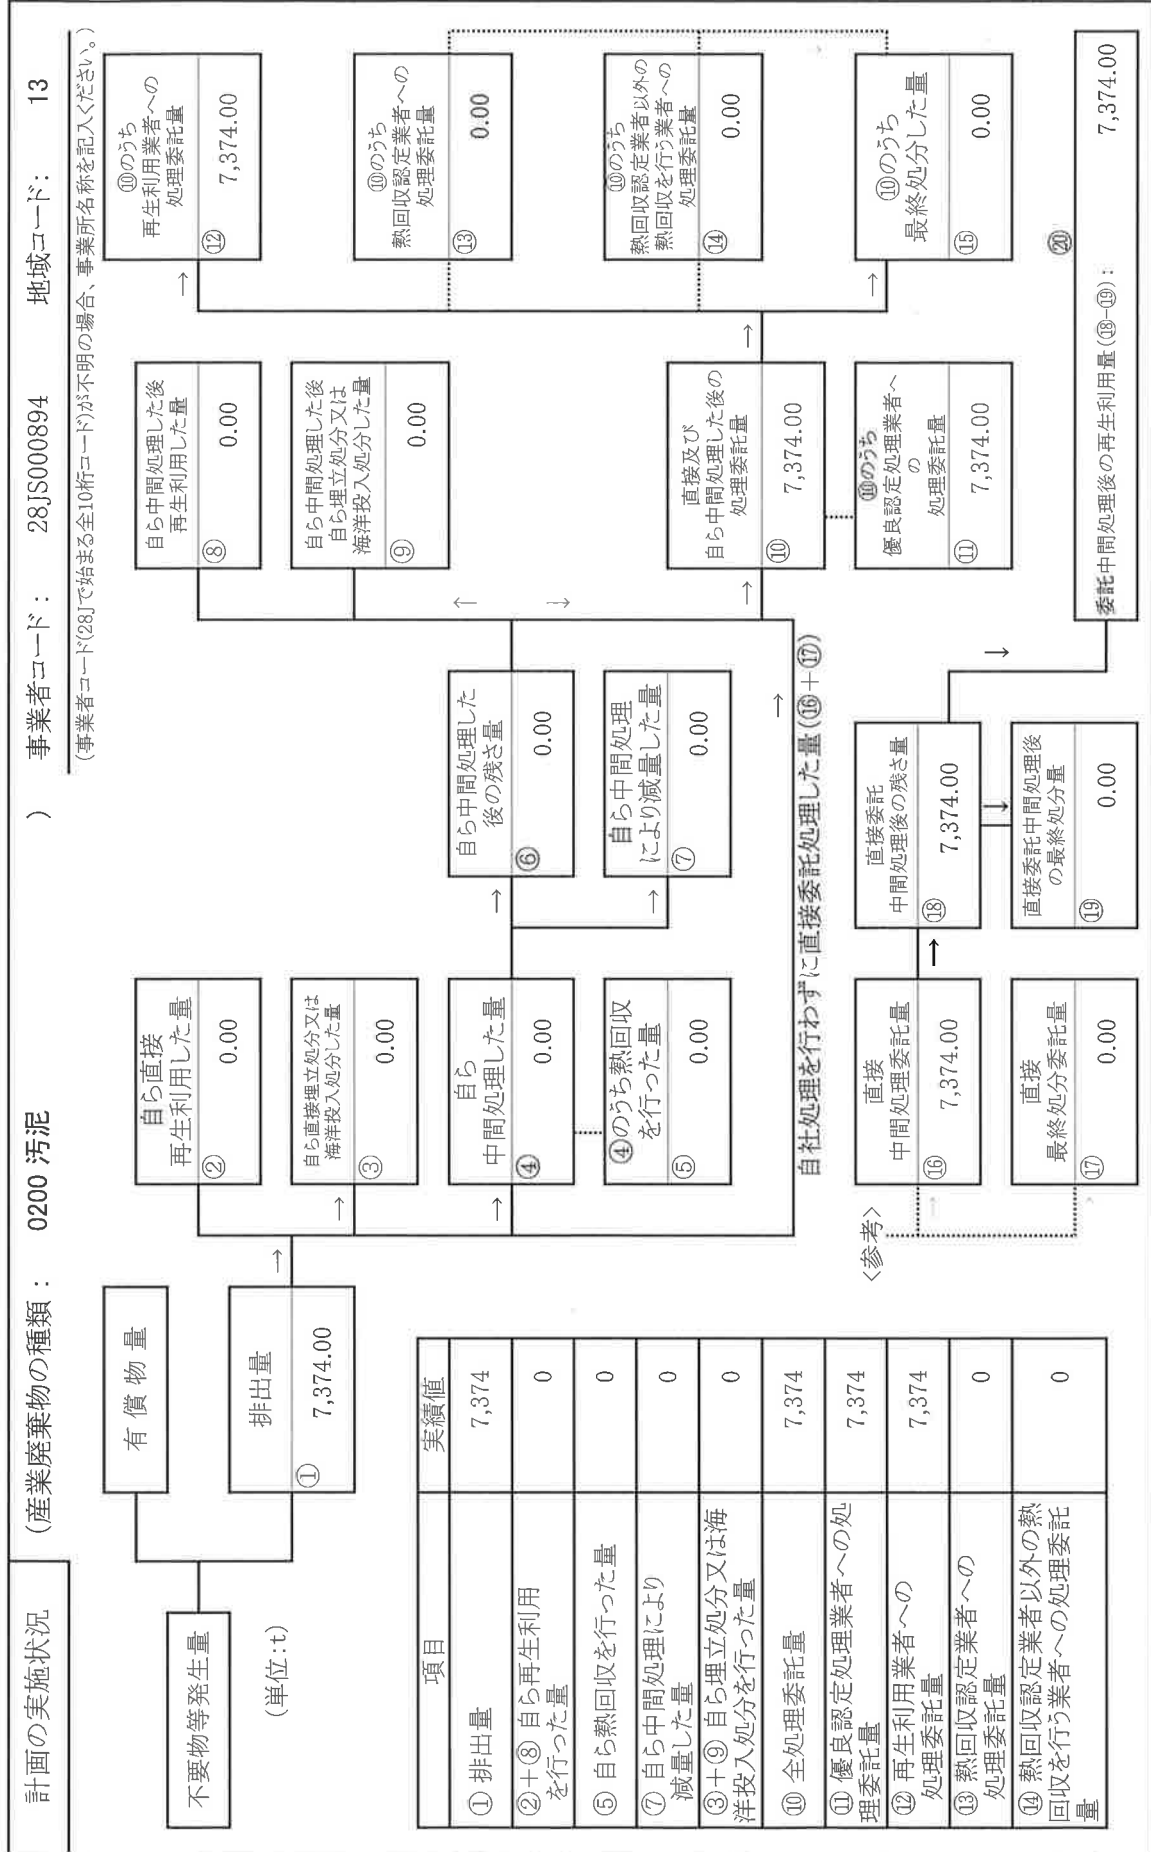 計画の実施状況
(産業廃棄物の種類： 0200 汚泥 )
事業者コード： 28JS000894 地域コード： 13
(事業者コード(28Jで始まる全10桁コード)が不明の場合、事業所名称を記入ください。)
不要物等発生量
(単位:t)
有償物量
排出量
① 7,374.00
自ら直接
再生利用した量
② 0.00
自ら直接埋立処分又は
海洋投入処分した量
③ 0.00
自ら
中間処理した量
④ 0.00
④のうち熱回収
を行った量
⑤ 0.00
自ら中間処理した
後の残さ量
⑥ 0.00
自ら中間処理
により減量した量
⑦ 0.00
自ら中間処理した後
再生利用した量
⑧ 0.00
自ら中間処理した後
自ら埋立処分又は
海洋投入処分した量
⑨ 0.00
直接及び
自ら中間処理した後の
処理委託量
⑩ 7,374.00
⑩のうち
優良認定処理業者へ
の
処理委託量
⑪ 7,374.00
⑩のうち
再生利用業者への
処理委託量
⑫ 7,374.00
⑩のうち
熱回収認定業者への
処理委託量
⑬ 0.00
⑩のうち
熱回収認定業者以外の
熱回収を行う業者への
処理委託量
⑭ 0.00
⑩のうち
最終処分した量
⑮ 0.00
自社処理を行わずに直接委託処理した量(⑯＋⑰)
<参考>
直接
中間処理委託量
⑯ 7,374.00
直接
最終処分委託量
⑰ 0.00
直接委託
中間処理後の残さ量
⑱ 7,374.00
直接委託中間処理後
の最終処分量
⑲ 0.00
⑳
委託中間処理後の再生利用量(⑱-⑲)： 7,374.00
項目 実績値
① 排出量 7,374
②＋⑧ 自ら再生利用
を行った量 0
⑤ 自ら熱回収を行った量 0
⑦ 自ら中間処理により
減量した量 0
③＋⑨ 自ら埋立処分又は海
洋投入処分を行った量 0
⑩ 全処理委託量 7,374
⑪ 優良認定処理業者への処
理委託量 7,374
⑫ 再生利用業者への
処理委託量 7,374
⑬ 熱回収認定業者への
処理委託量 0
⑭ 熱回収認定業者以外の熱
回収を行う業者への処理委託
量 0